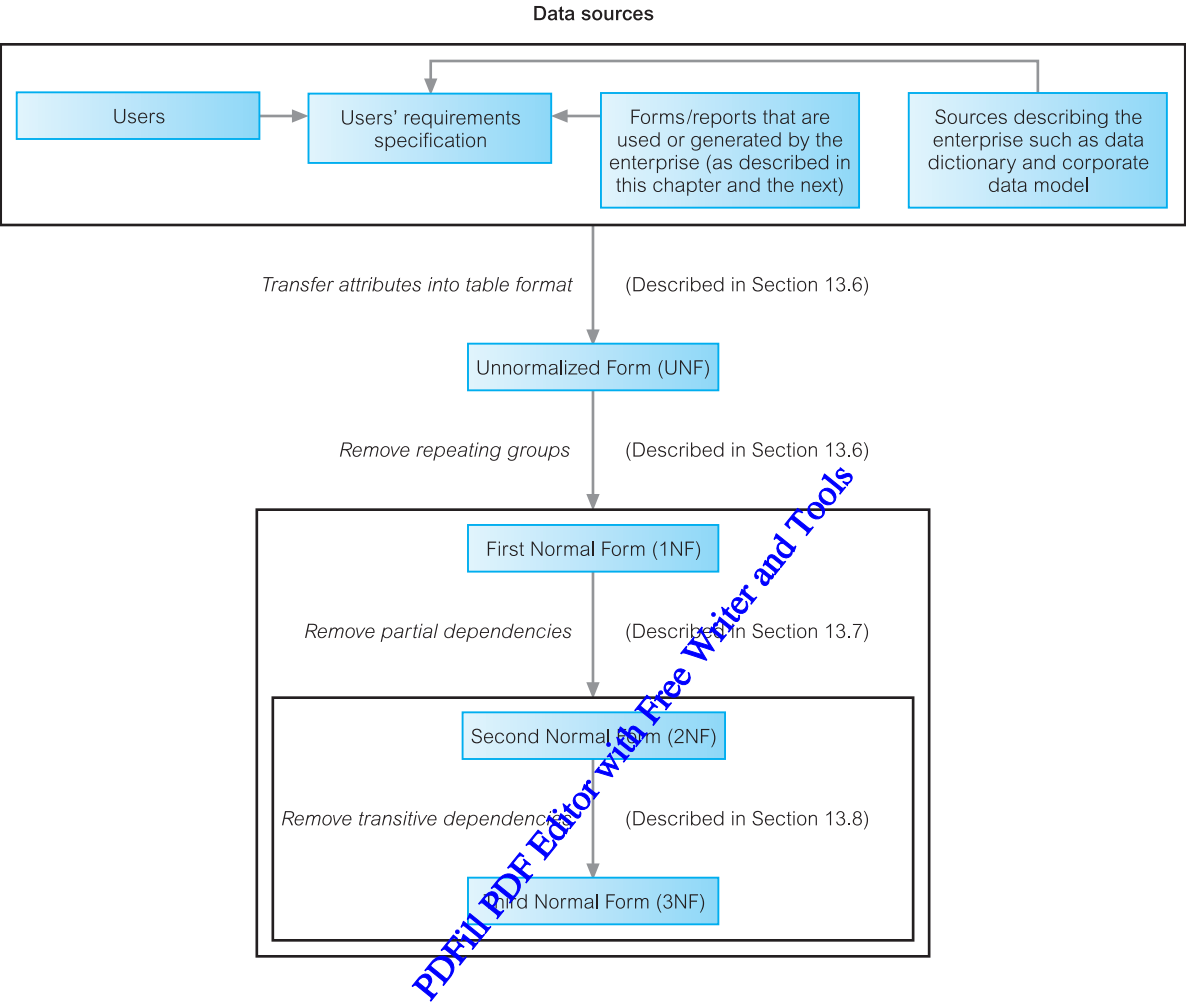 Data sources
Users
Users’ requirements
specification
Forms/reports that are
used or generated by the
enterprise (as described in
this chapter and the next)
Sources describing the
enterprise such as data
dictionary and corporate
data model
Transfer attributes into table format
(Described in Section 13.6)
Unnormalized Form (UNF)
Remove repeating groups
(Described in Section 13.6)
First Normal Form (1NF)
Remove partial dependencies
(Described in Section 13.7)
Second Normal Form (2NF)
Remove transitive dependencies
(Described in Section 13.8)
Third Normal Form (3NF)
PDFill PDF Editor with Free Writer and Tools